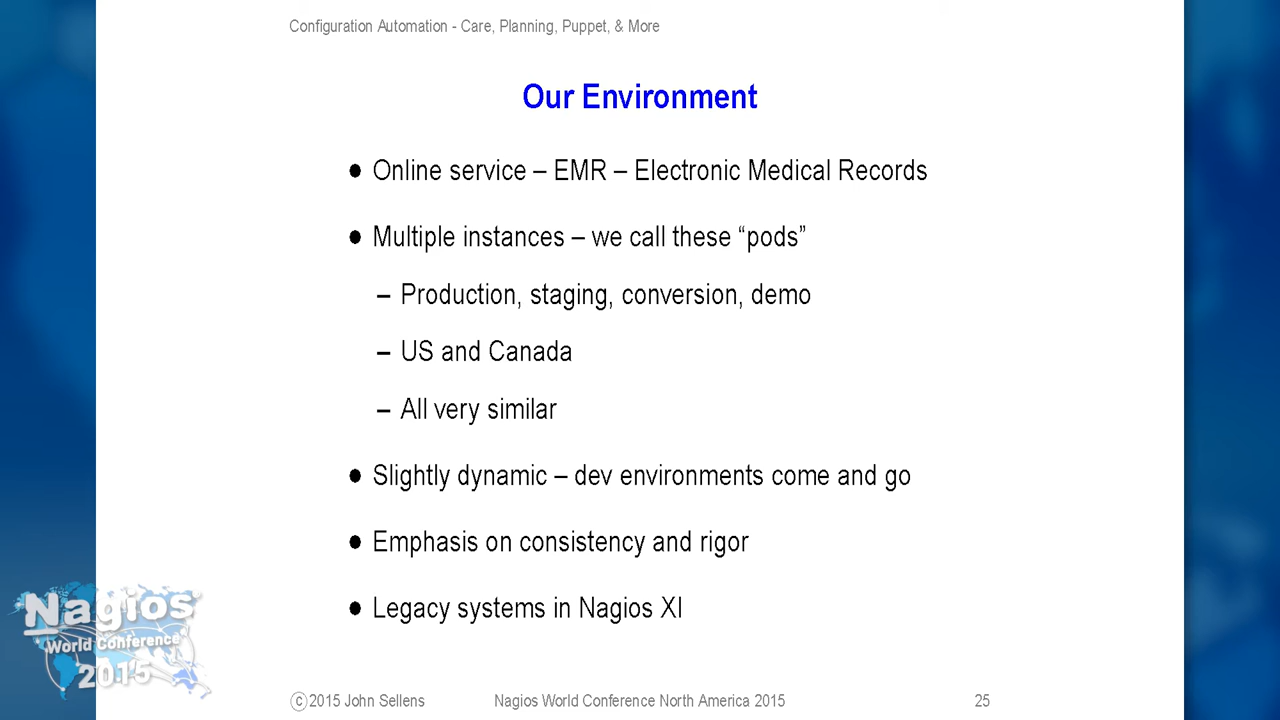 Configuration Automation - Care, Planning, Puppet, & More
Our Environment
● Online service – EMR – Electronic Medical Records
● Multiple instances – we call these “pods”
– Production, staging, conversion, demo
– US and Canada
– All very similar
● Slightly dynamic – dev environments come and go
● Emphasis on consistency and rigor
● Legacy systems in Nagios XI
Nagios
World Conference
2015
©2015 John Sellens
Nagios World Conference North America 2015
25